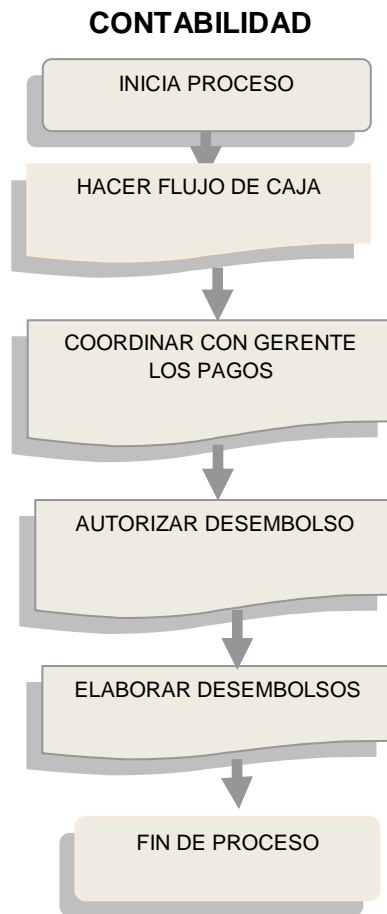 CONTABILIDAD
INICIA PROCESO
HACER FLUJO DE CAJA
COORDINAR CON GERENTE
LOS PAGOS
AUTORIZAR DESEMBOLSO
ELABORAR DESEMBOLSOS
FIN DE PROCESO